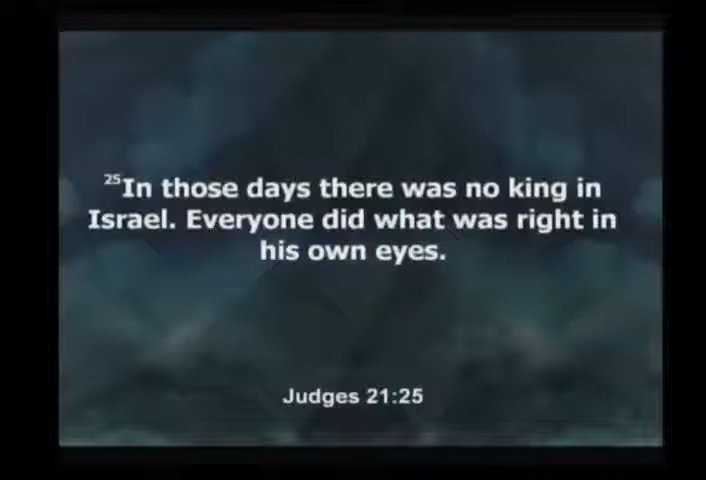 ²⁵In those days there was no king in
Israel. Everyone did what was right in
his own eyes.
Judges 21:25